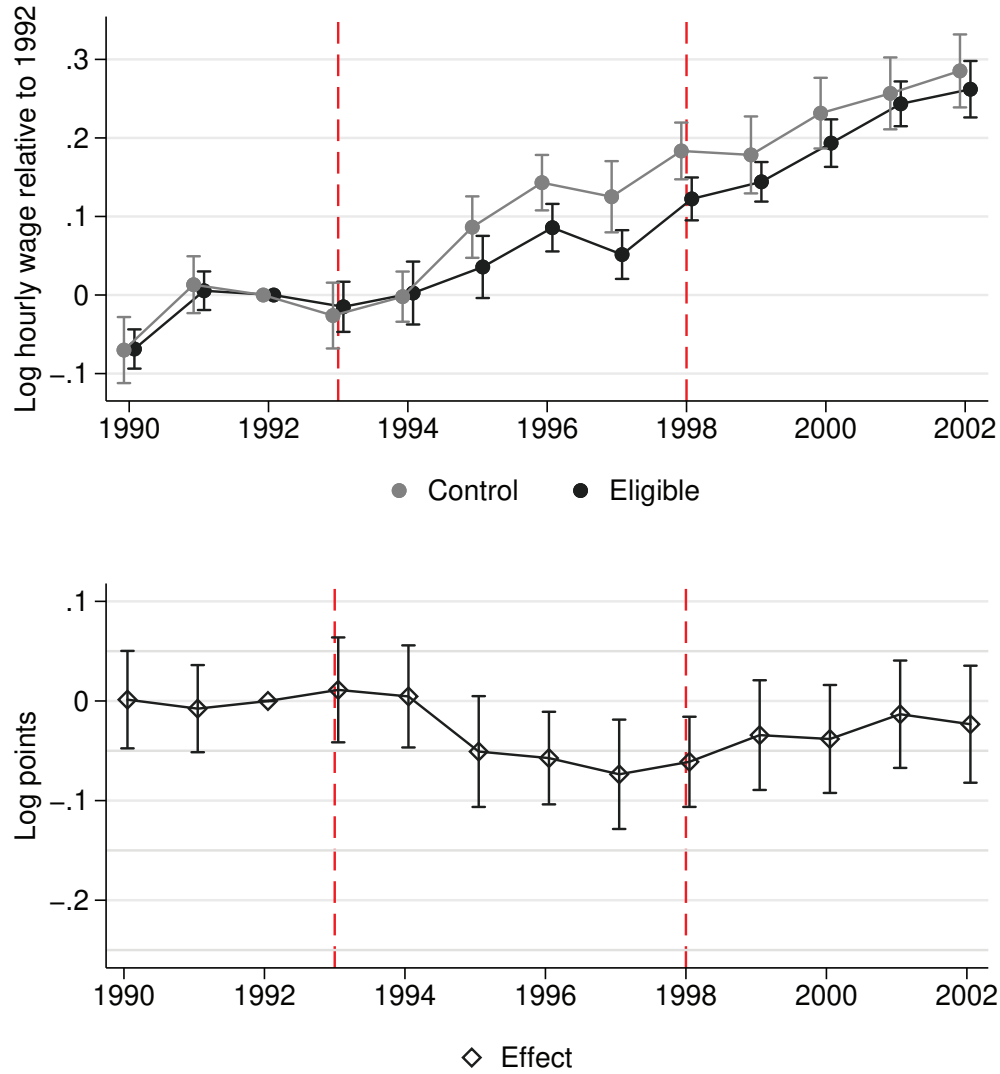 Log hourly wage relative to 1992
.3
.2
.1
0
−.1
1990 1992 1994 1996 1998 2000 2002
Control Eligible
Log points
.1
0
−.1
−.2
1990 1992 1994 1996 1998 2000 2002
Effect